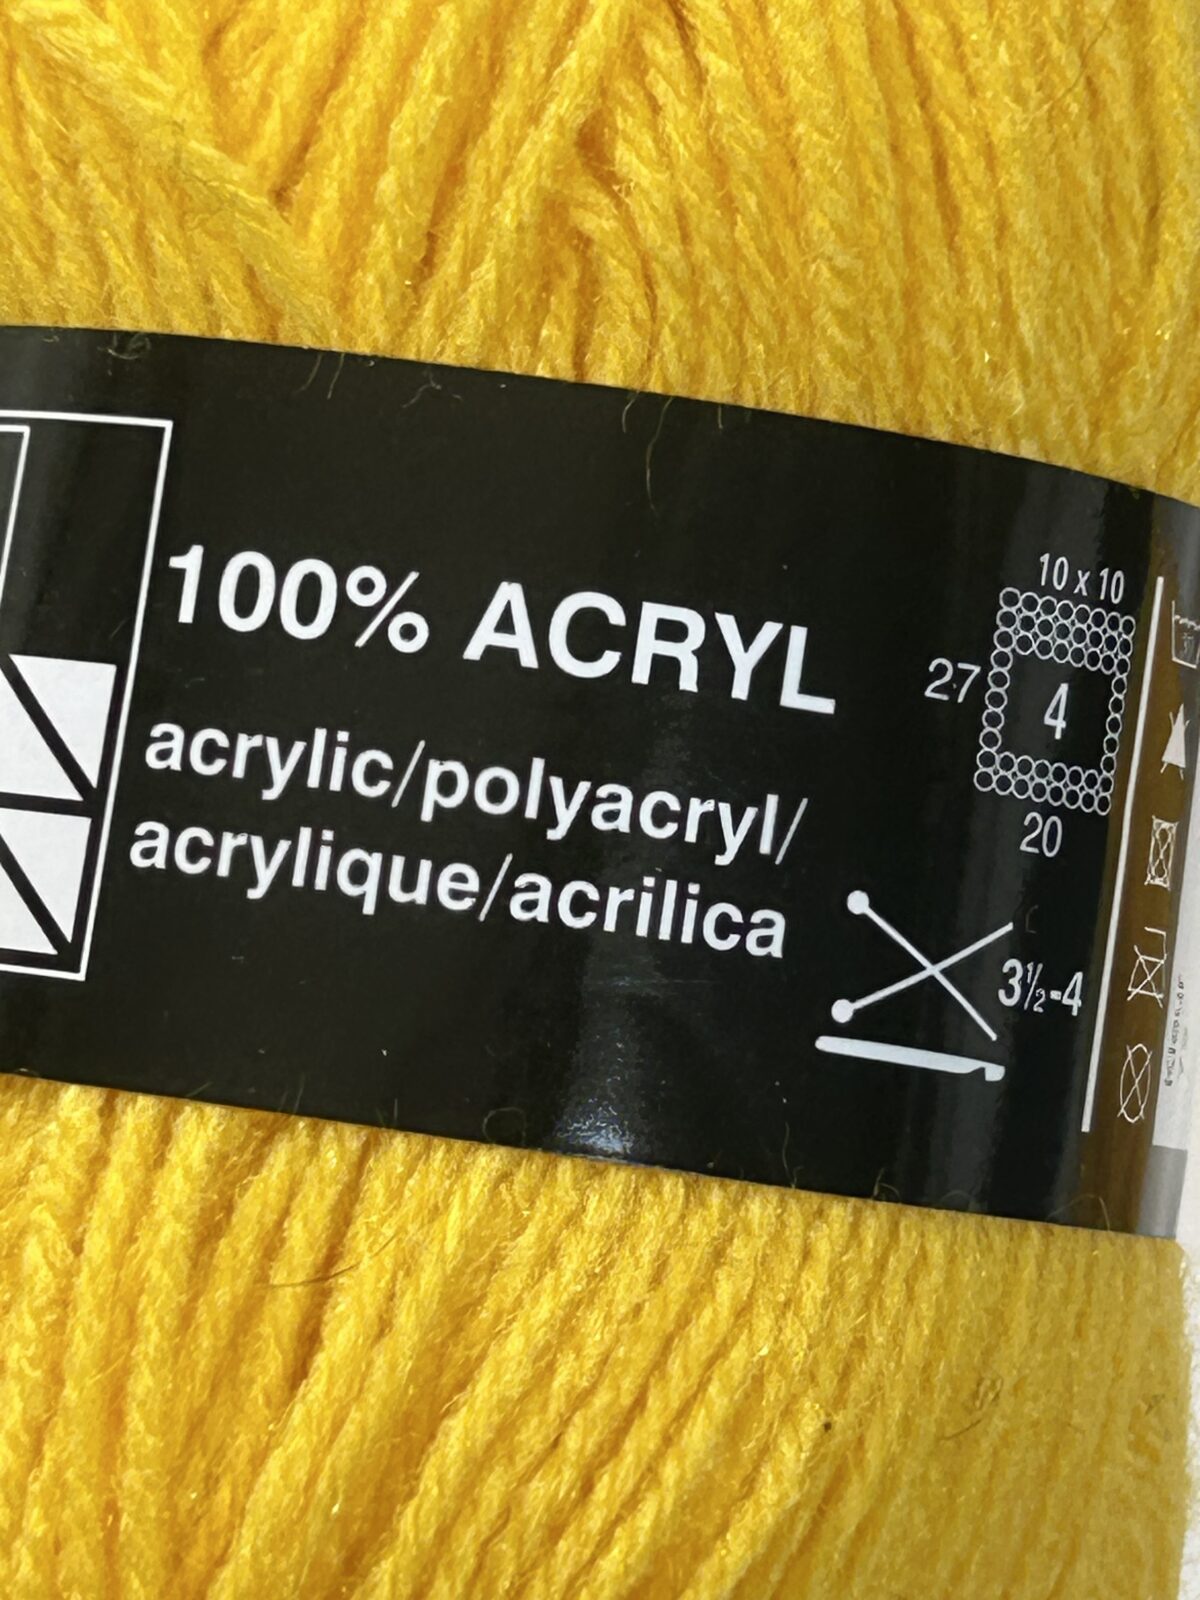 100% ACRYL
acrylic/polyacryl/
acrylique/acrilica
10 x 10
27
4
20
3½-4